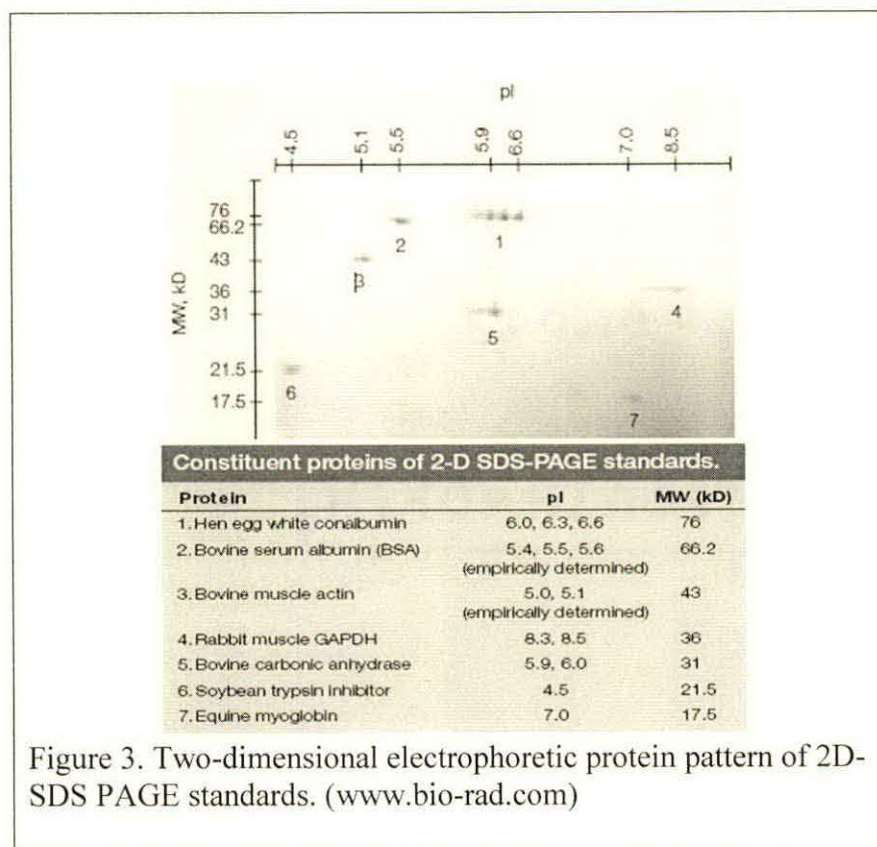 pI
4.5 5.1 5.5 5.9 6.6 7.0 8.5
MW, kD
76
66.2
43
36
31
21.5
17.5
1
2
β
4
5
6
7
Constituent proteins of 2-D SDS-PAGE standards.
Protein pI MW (kD)
1. Hen egg white conalbumin 6.0, 6.3, 6.6 76
2. Bovine serum albumin (BSA) 5.4, 5.5, 5.6 66.2
(empirically determined)
3. Bovine muscle actin 5.0, 5.1 43
(empirically determined)
4. Rabbit muscle GAPDH 8.3, 8.5 36
5. Bovine carbonic anhydrase 5.9, 6.0 31
6. Soybean trypsin inhibitor 4.5 21.5
7. Equine myoglobin 7.0 17.5
Figure 3. Two-dimensional electrophoretic protein pattern of 2D-
SDS PAGE standards. (www.bio-rad.com)